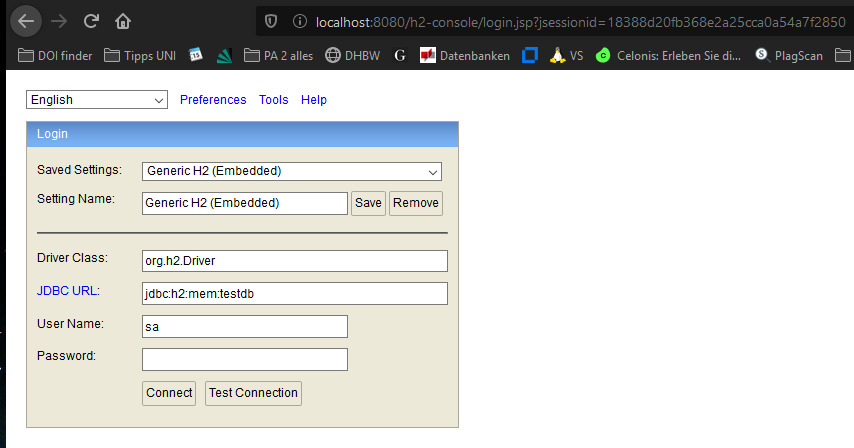 localhost:8080/h2-console/login.jsp?jsessionid=18388d20fb368e2a25cca0a54a7f2850
DOI finder Tipps UNI 15 PA 2 alles DHBW G Datenbanken VS C Celonis: Erleben Sie di... S PlagScan
English Preferences Tools Help
Login
Saved Settings: Generic H2 (Embedded)
Setting Name: Generic H2 (Embedded) Save Remove
Driver Class: org.h2.Driver
JDBC URL: jdbc:h2:mem:testdb
User Name: sa
Password:
Connect Test Connection